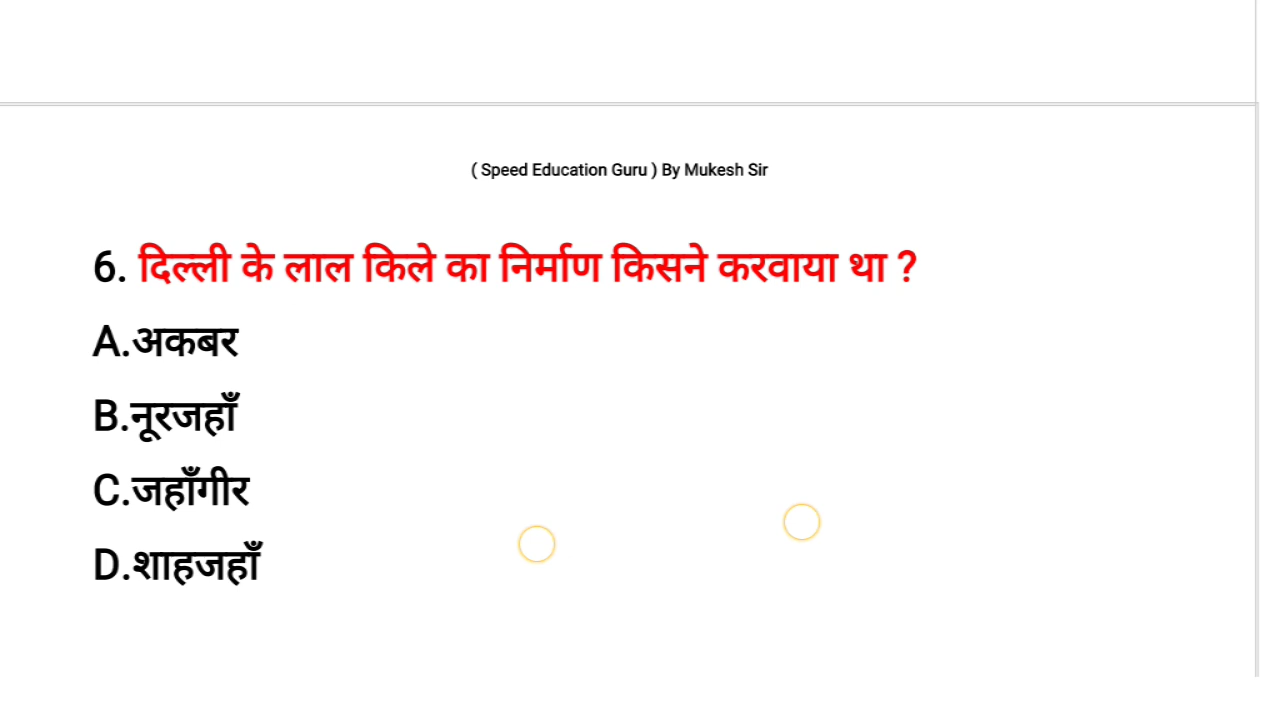 ( Speed Education Guru ) By Mukesh Sir
6. दिल्ली के लाल किले का निर्माण किसने करवाया था ?
A.अकबर
B.नूरजहाँ
C.जहाँगीर
D.शाहजहाँ